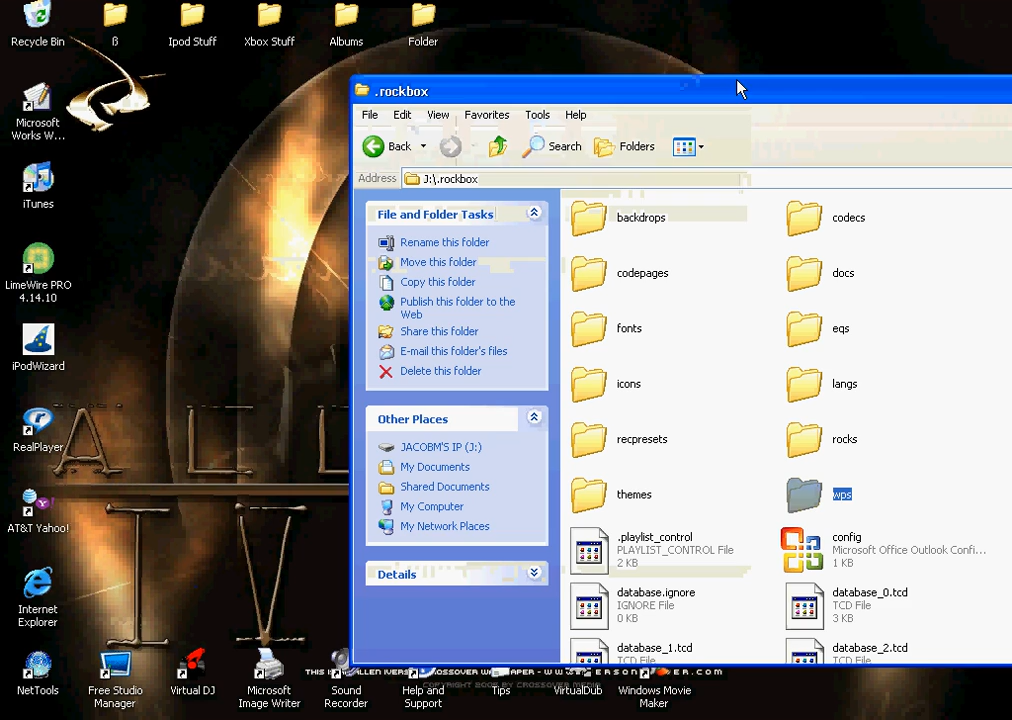 Recycle Bin
ß
Ipod Stuff
Xbox Stuff
Albums
Folder
Microsoft
Works W...
iTunes
LimeWire PRO
4.14.10
iPodWizard
RealPlayer
AT&T Yahoo!
Internet
Explorer
NetTools
Free Studio
Manager
Virtual DJ
Microsoft
Image Writer
Sound
Recorder
Help and
Support
Tips
VirtualDub
Windows Movie
Maker
A L L
I V
.rockbox
File Edit View Favorites Tools Help
Back Search Folders
Address J:\.rockbox
File and Folder Tasks
Rename this folder
Move this folder
Copy this folder
Publish this folder to the
Web
Share this folder
E-mail this folder's files
Delete this folder
Other Places
JACOBM'S IP (J:)
My Documents
Shared Documents
My Computer
My Network Places
Details
backdrops
codecs
codepages
docs
fonts
eqs
icons
langs
recpresets
rocks
themes
wps
.playlist_control
PLAYLIST_CONTROL File
2 KB
config
Microsoft Office Outlook Confi...
1 KB
database.ignore
IGNORE File
0 KB
database_0.tcd
TCD File
3 KB
database_1.tcd
TCD File
database_2.tcd
TCD File